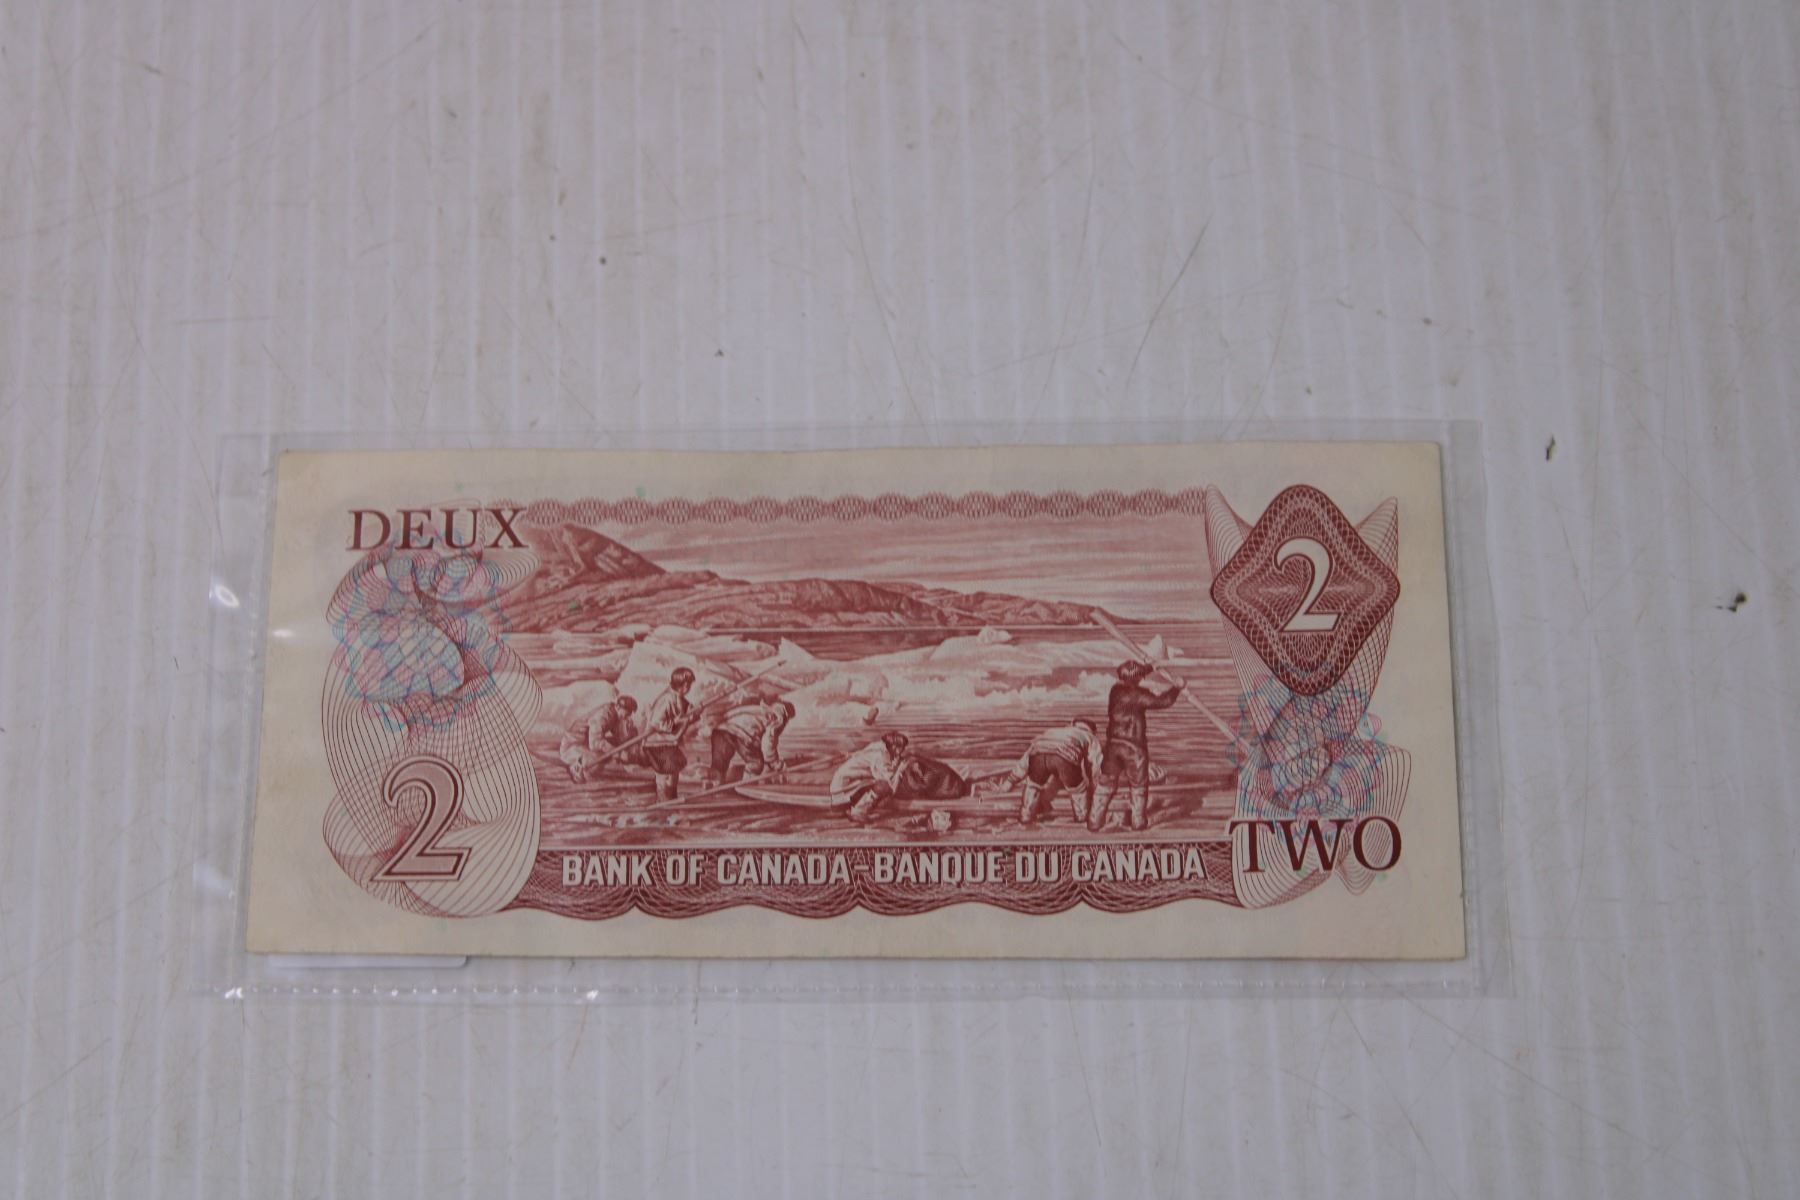 DEUX
2
2
BANK OF CANADA–BANQUE DU CANADA
TWO